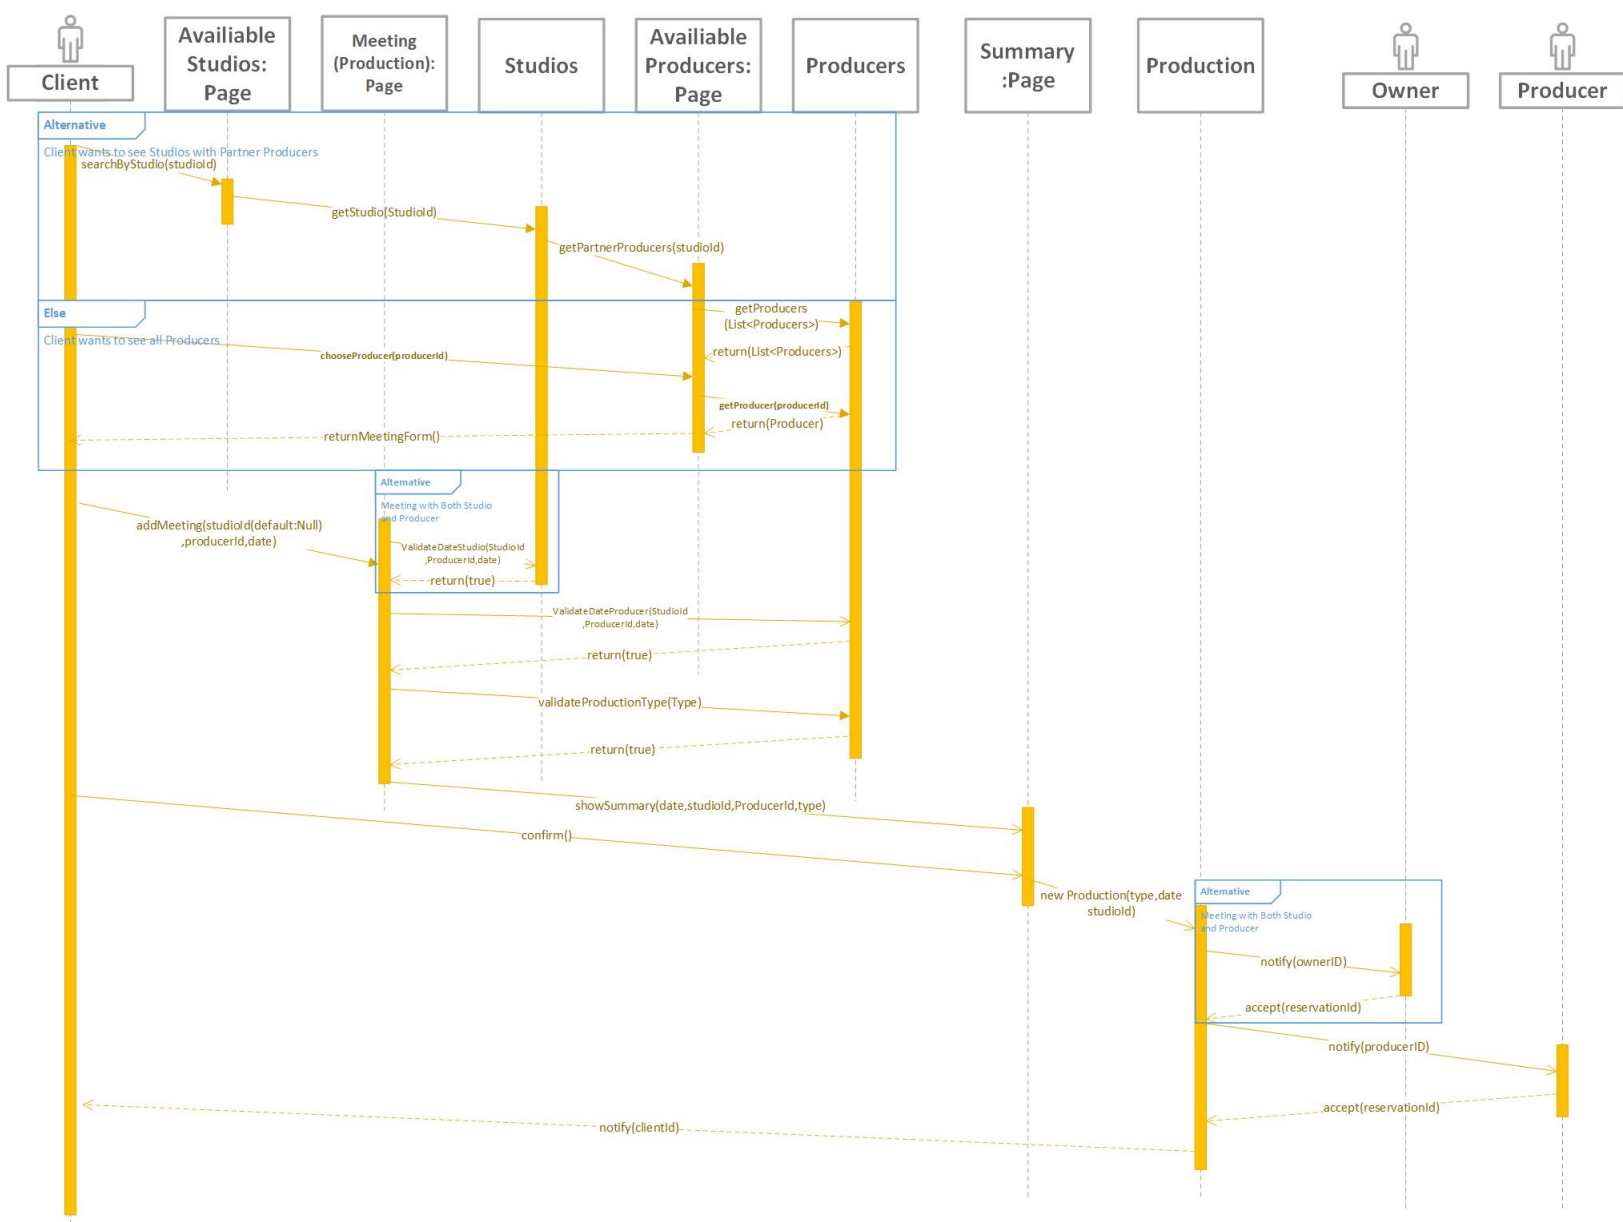 Client
Availiable
Studios:
Page
Meeting
(Production):
Page
Studios
Availiable
Producers:
Page
Producers
Summary
:Page
Production
Owner
Producer
Alternative
Client wants to see Studios with Partner Producers
searchByStudio(studioId)
getStudio(StudioId)
getPartnerProducers(studioId)
Else
Client wants to see all Producers
getProducers
(List<Producers>)
return(List<Producers>)
chooseProducer(producerId)
getProducer(producerId)
return(Producer)
returnMeetingForm()
Alternative
Meeting with Both Studio
and Producer
addMeeting(studioId(default:Null)
,producerId,date)
ValidateDateStudio(StudioId
,ProducerId,date)
return(true)
ValidateDateProducer(StudioId
,ProducerId,date)
return(true)
validateProductionType(Type)
return(true)
showSummary(date,studioId,ProducerId,type)
confirm()
new Production(type,date
studioId)
Alternative
Meeting with Both Studio
and Producer
notify(ownerID)
accept(reservationId)
notify(producerID)
accept(reservationId)
notify(clientId)